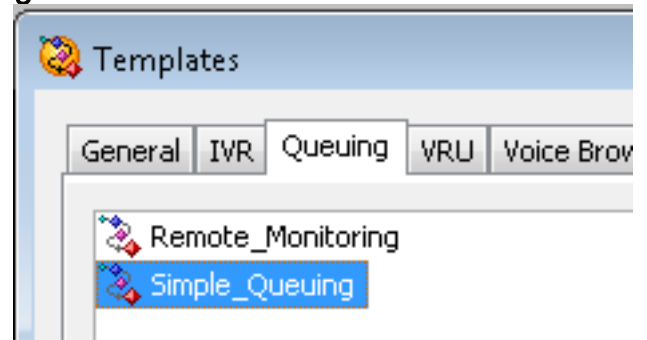 Templates
General IVR Queuing VRU Voice Brow
Remote_Monitoring
Simple_Queuing